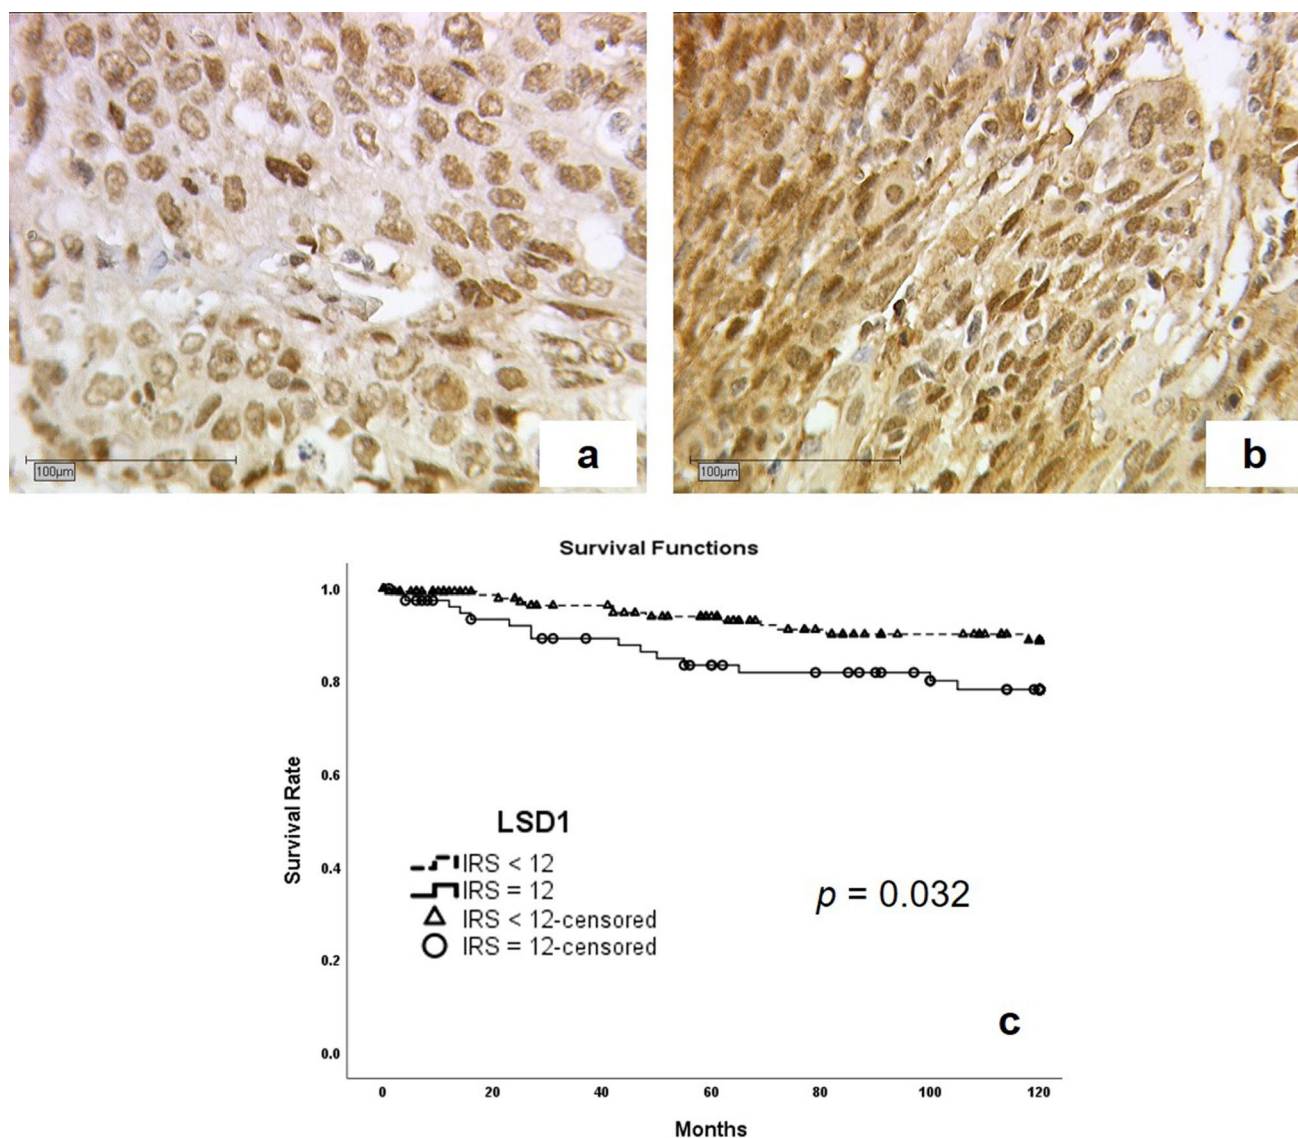 100µm
a
100µm
b
Survival Functions
1.0
0.8
0.6
0.4
0.2
0.0
Survival Rate
LSD1
IRS < 12
IRS = 12
IRS < 12-censored
IRS = 12-censored
p = 0.032
c
0 20 40 60 80 100 120
Months